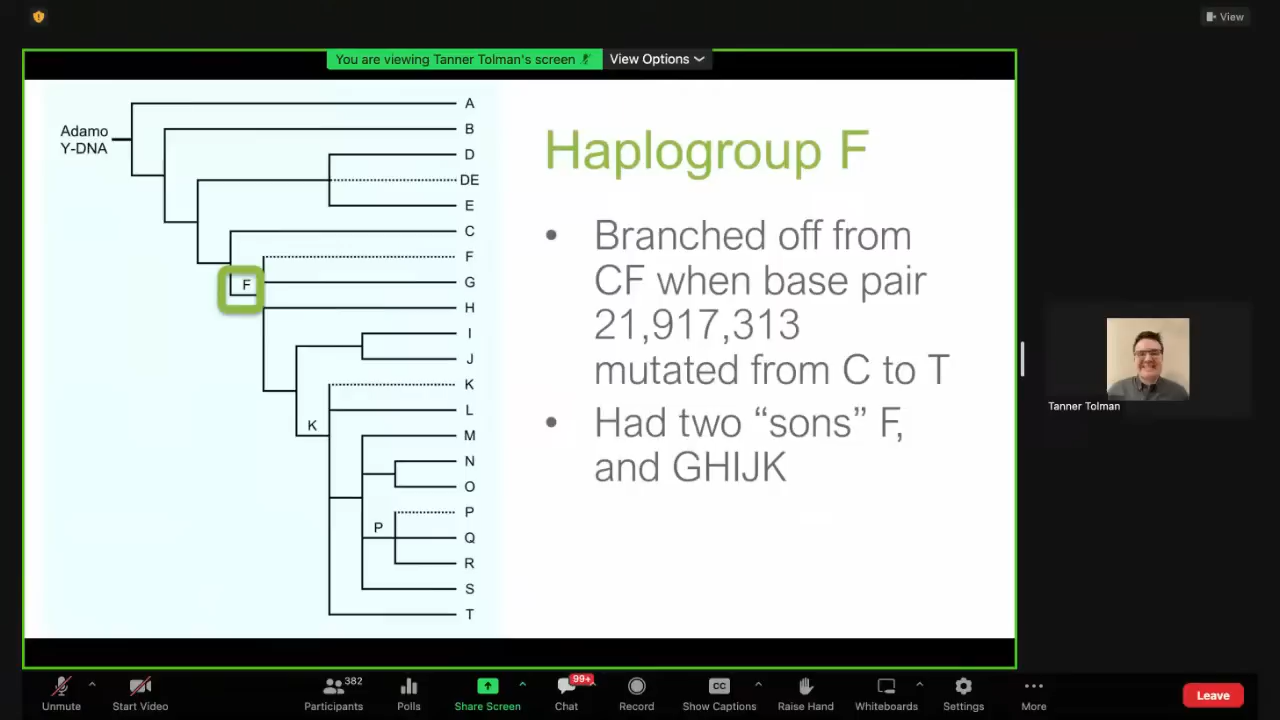 View
You are viewing Tanner Tolman's screen
View Options
Adamo
Y-DNA
A
B
D
DE
E
C
F
F
G
H
I
J
K
L
K
M
N
O
P
P
Q
R
S
T
Haplogroup F
• Branched off from
CF when base pair
21,917,313
mutated from C to T
• Had two “sons” F,
and GHIJK
Tanner Tolman
Unmute
Start Video
382
Participants
Polls
Share Screen
99+
Chat
Record
CC
Show Captions
Raise Hand
Whiteboards
Settings
More
Leave